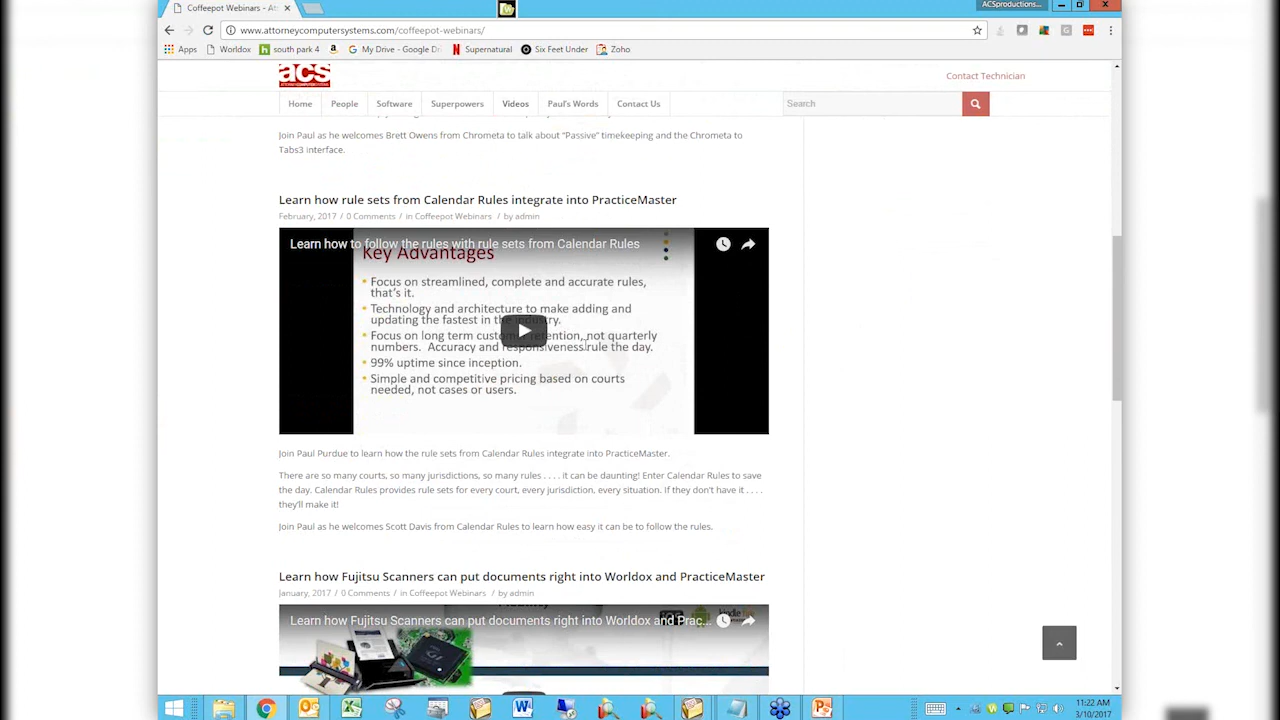 Coffeepot Webinars - At
ACSproductions...
www.attorneycomputersystems.com/coffeepot-webinars/
Apps Worldox south park 4 My Drive - Google Dr Supernatural Six Feet Under Zoho
acs
Contact Technician
Home People Software Superpowers Videos Paul's Words Contact Us Search
Join Paul as he welcomes Brett Owens from Chrometa to talk about “Passive” timekeeping and the Chrometa to
Tabs3 interface.
Learn how rule sets from Calendar Rules integrate into PracticeMaster
February, 2017 / 0 Comments / in Coffeepot Webinars / by admin
Learn how to follow the rules with rule sets from Calendar Rules
Key Advantages
• Focus on streamlined, complete and accurate rules,
that's it.
• Technology and architecture to make adding and
updating the fastest in the industry.
• Focus on long term customer retention, not quarterly
numbers. Accuracy and responsiveness rule the day.
• 99% uptime since inception.
• Simple and competitive pricing based on courts
needed, not cases or users.
Join Paul Purdue to learn how the rule sets from Calendar Rules integrate into PracticeMaster.
There are so many courts, so many jurisdictions, so many rules . . . . it can be daunting! Enter Calendar Rules to save
the day. Calendar Rules provides rule sets for every court, every jurisdiction, every situation. If they don't have it . . . .
they'll make it!
Join Paul as he welcomes Scott Davis from Calendar Rules to learn how easy it can be to follow the rules.
Learn how Fujitsu Scanners can put documents right into Worldox and PracticeMaster
January, 2017 / 0 Comments / in Coffeepot Webinars / by admin
Learn how Fujitsu Scanners can put documents right into Worldox and Prac...
11:22 AM
3/10/2017